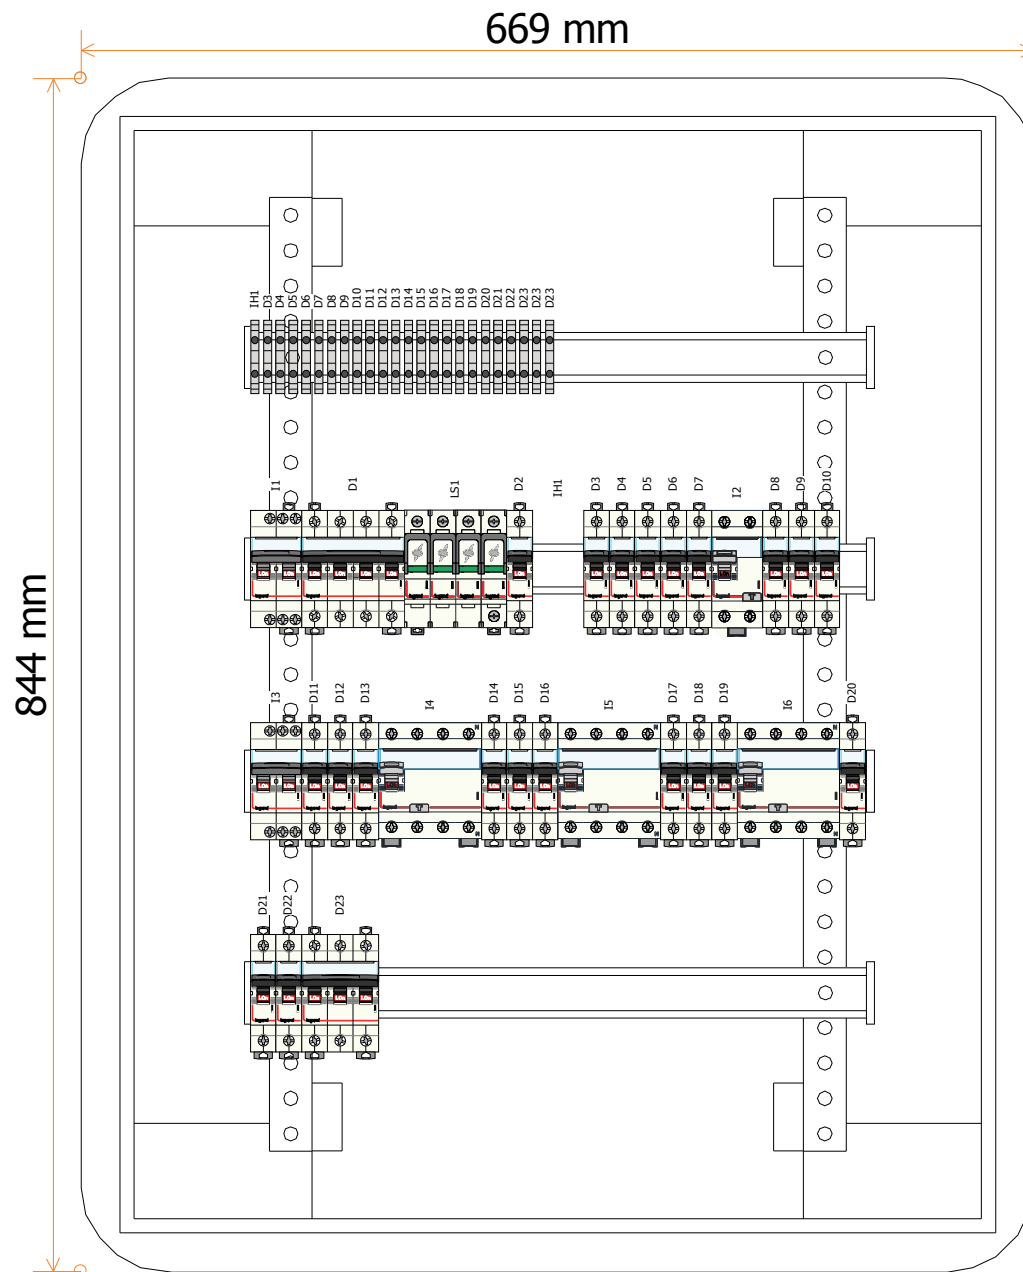 669 mm
844 mm
IH1 D3 D4 D5 D6 D7 D8 D9 D10 D11 D12 D13 D14 D15 D16 D17 D18 D19 D20 D21 D22 D23 D23 D23
I1 D1 LS1 D2 IH1 D3 D4 D5 D6 D7 I2 D8 D9 D10
I3 D11 D12 D13 I4 D14 D15 D16 I5 D17 D18 D19 I6 D20
D21 D22 D23